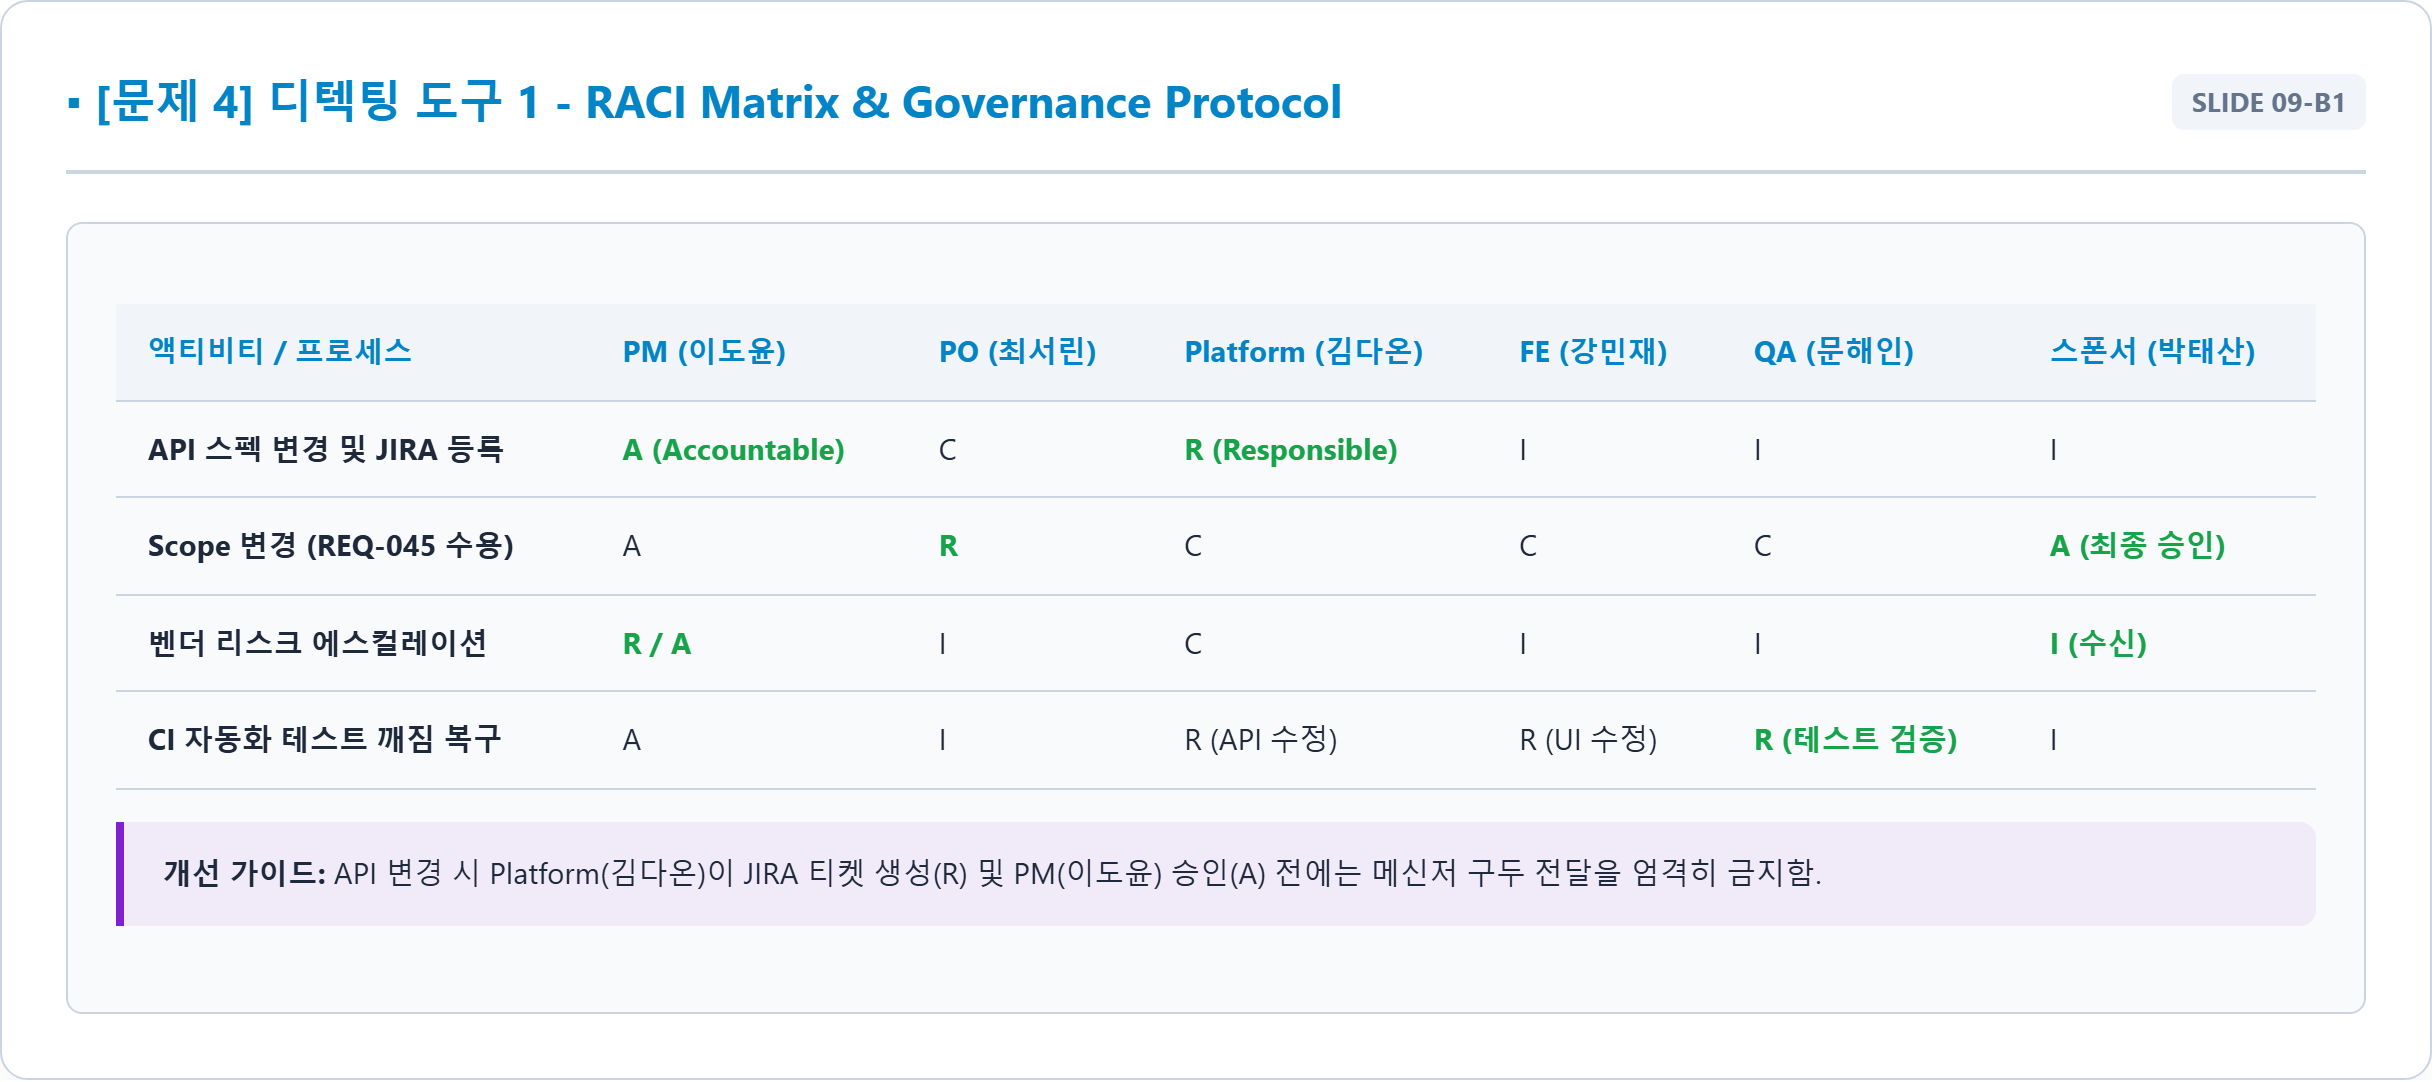 ▪ [문제 4] 디텍팅 도구 1 - RACI Matrix & Governance Protocol
SLIDE 09-B1
액티비티 / 프로세스 PM (이도윤) PO (최서린) Platform (김다온) FE (강민재) QA (문해인) 스폰서 (박태산)
API 스펙 변경 및 JIRA 등록 A (Accountable) C R (Responsible) I I I
Scope 변경 (REQ-045 수용) A R C C C A (최종 승인)
벤더 리스크 에스컬레이션 R / A I C I I I (수신)
CI 자동화 테스트 깨짐 복구 A I R (API 수정) R (UI 수정) R (테스트 검증) I
개선 가이드: API 변경 시 Platform(김다온)이 JIRA 티켓 생성(R) 및 PM(이도윤) 승인(A) 전에는 메신저 구두 전달을 엄격히 금지함.